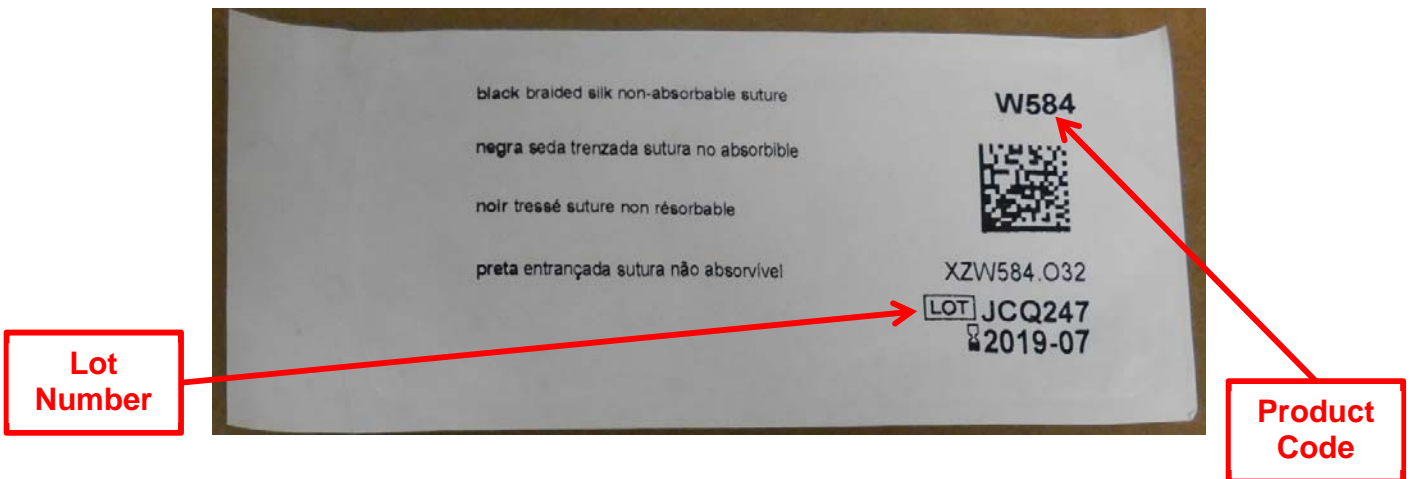 black braided silk non-absorbable suture
W584
negra seda trenzada sutura no absorbible
noir tressé suture non résorbable
preta entrançada sutura não absorvível
XZW584.O32
LOT JCQ247
2019-07
Lot
Number
Product
Code